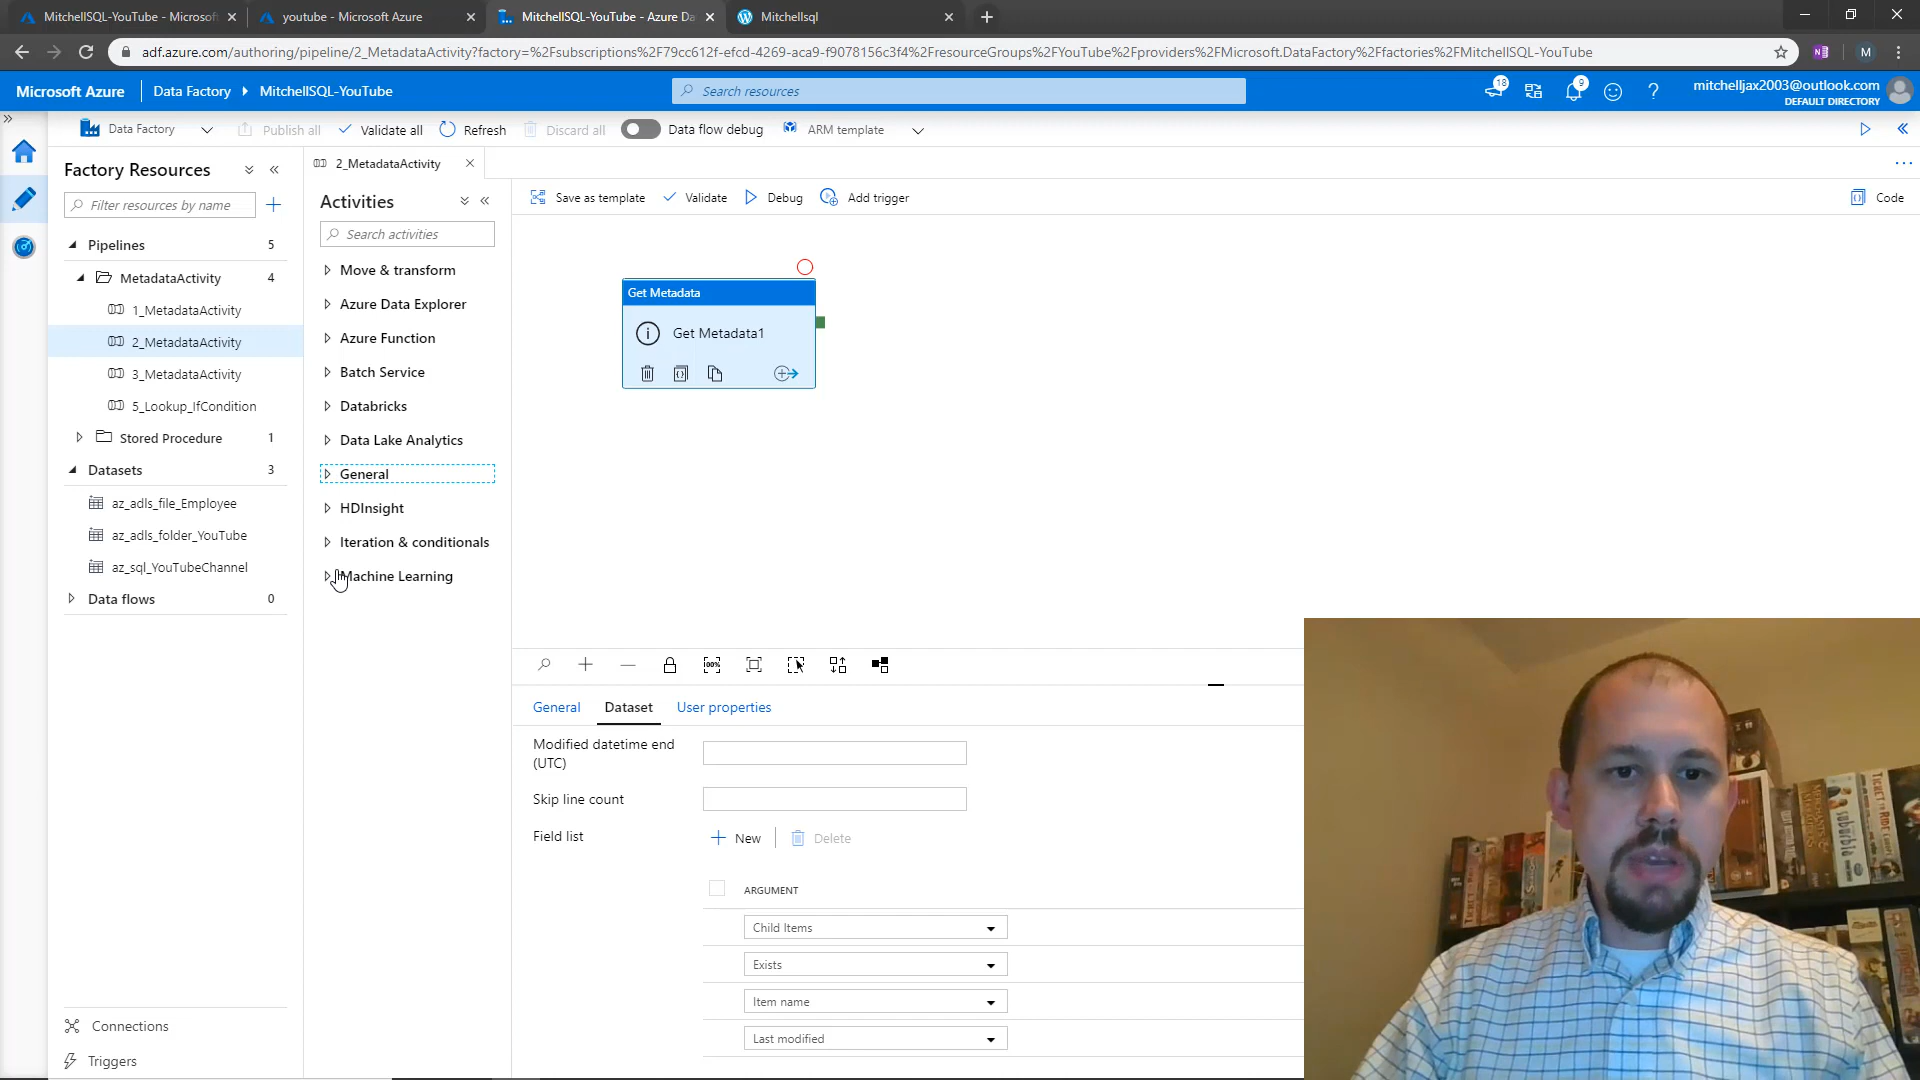 MitchellSQL-YouTube - Microsoft
youtube - Microsoft Azure
MitchellSQL-YouTube - Azure Da
Mitchellsql
adf.azure.com/authoring/pipeline/2_MetadataActivity?factory=%2Fsubscriptions%2F79cc612f-efcd-4269-aca9-f9078156c3f4%2FresourceGroups%2FYouTube%2Fproviders%2FMicrosoft.DataFactory%2Ffactories%2FMitchellSQL-YouTube
M
Microsoft Azure
Data Factory
MitchellSQL-YouTube
Search resources
18
9
mitchelljax2003@outlook.com
DEFAULT DIRECTORY
Data Factory
Publish all
Validate all
Refresh
Discard all
Data flow debug
ARM template
Factory Resources
Filter resources by name
Pipelines 5
MetadataActivity 4
1_MetadataActivity
2_MetadataActivity
3_MetadataActivity
5_Lookup_IfCondition
Stored Procedure 1
Datasets 3
az_adls_file_Employee
az_adls_folder_YouTube
az_sql_YouTubeChannel
Data flows 0
Connections
Triggers
2_MetadataActivity
Activities
Search activities
Move & transform
Azure Data Explorer
Azure Function
Batch Service
Databricks
Data Lake Analytics
General
HDInsight
Iteration & conditionals
Machine Learning
Save as template
Validate
Debug
Add trigger
Code
Get Metadata
Get Metadata1
100%
General
Dataset
User properties
Modified datetime end
(UTC)
Skip line count
Field list
New
Delete
ARGUMENT
Child Items
Exists
Item name
Last modified